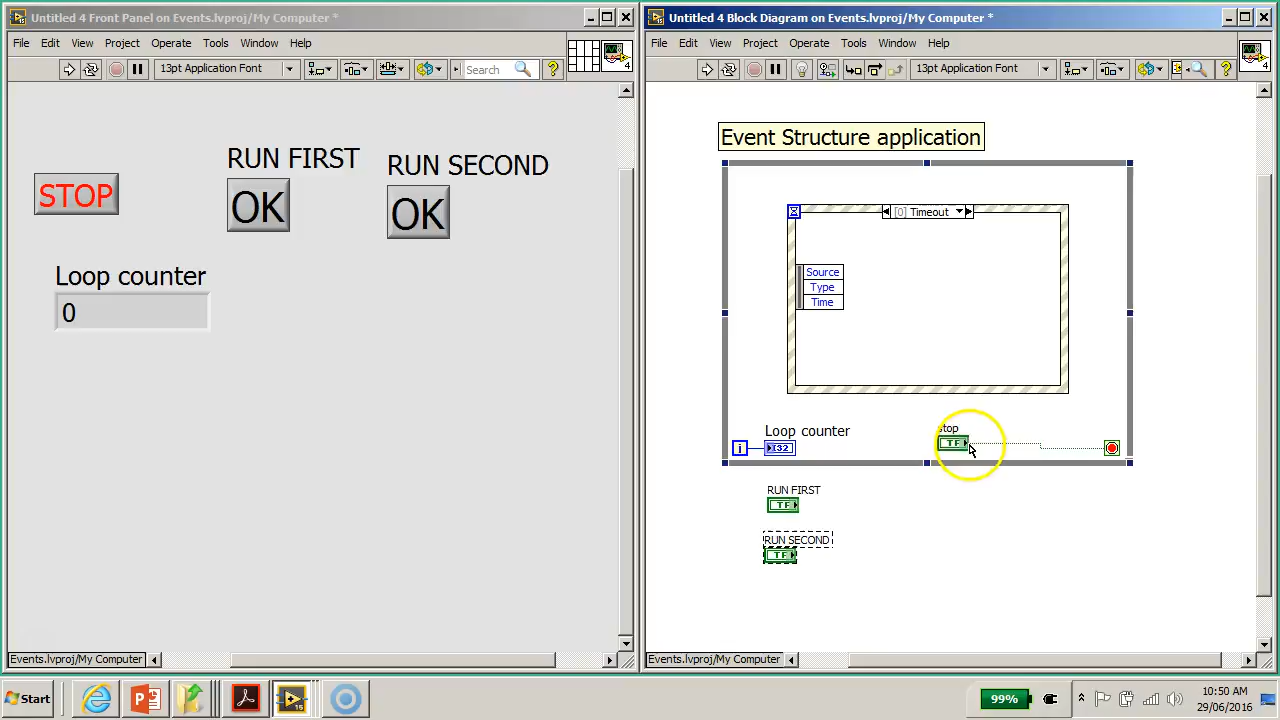 Untitled 4 Front Panel on Events.lvproj/My Computer *
File Edit View Project Operate Tools Window Help
13pt Application Font
Search
?
4
STOP
RUN FIRST
OK
RUN SECOND
OK
Loop counter
0
Events.lvproj/My Computer
Untitled 4 Block Diagram on Events.lvproj/My Computer *
File Edit View Project Operate Tools Window Help
13pt Application Font
?
4
Event Structure application
[0] Timeout
Source
Type
Time
Loop counter
i
I32
stop
TF
RUN FIRST
TF
RUN SECOND
TF
Events.lvproj/My Computer
Start
99%
10:50 AM
29/06/2016